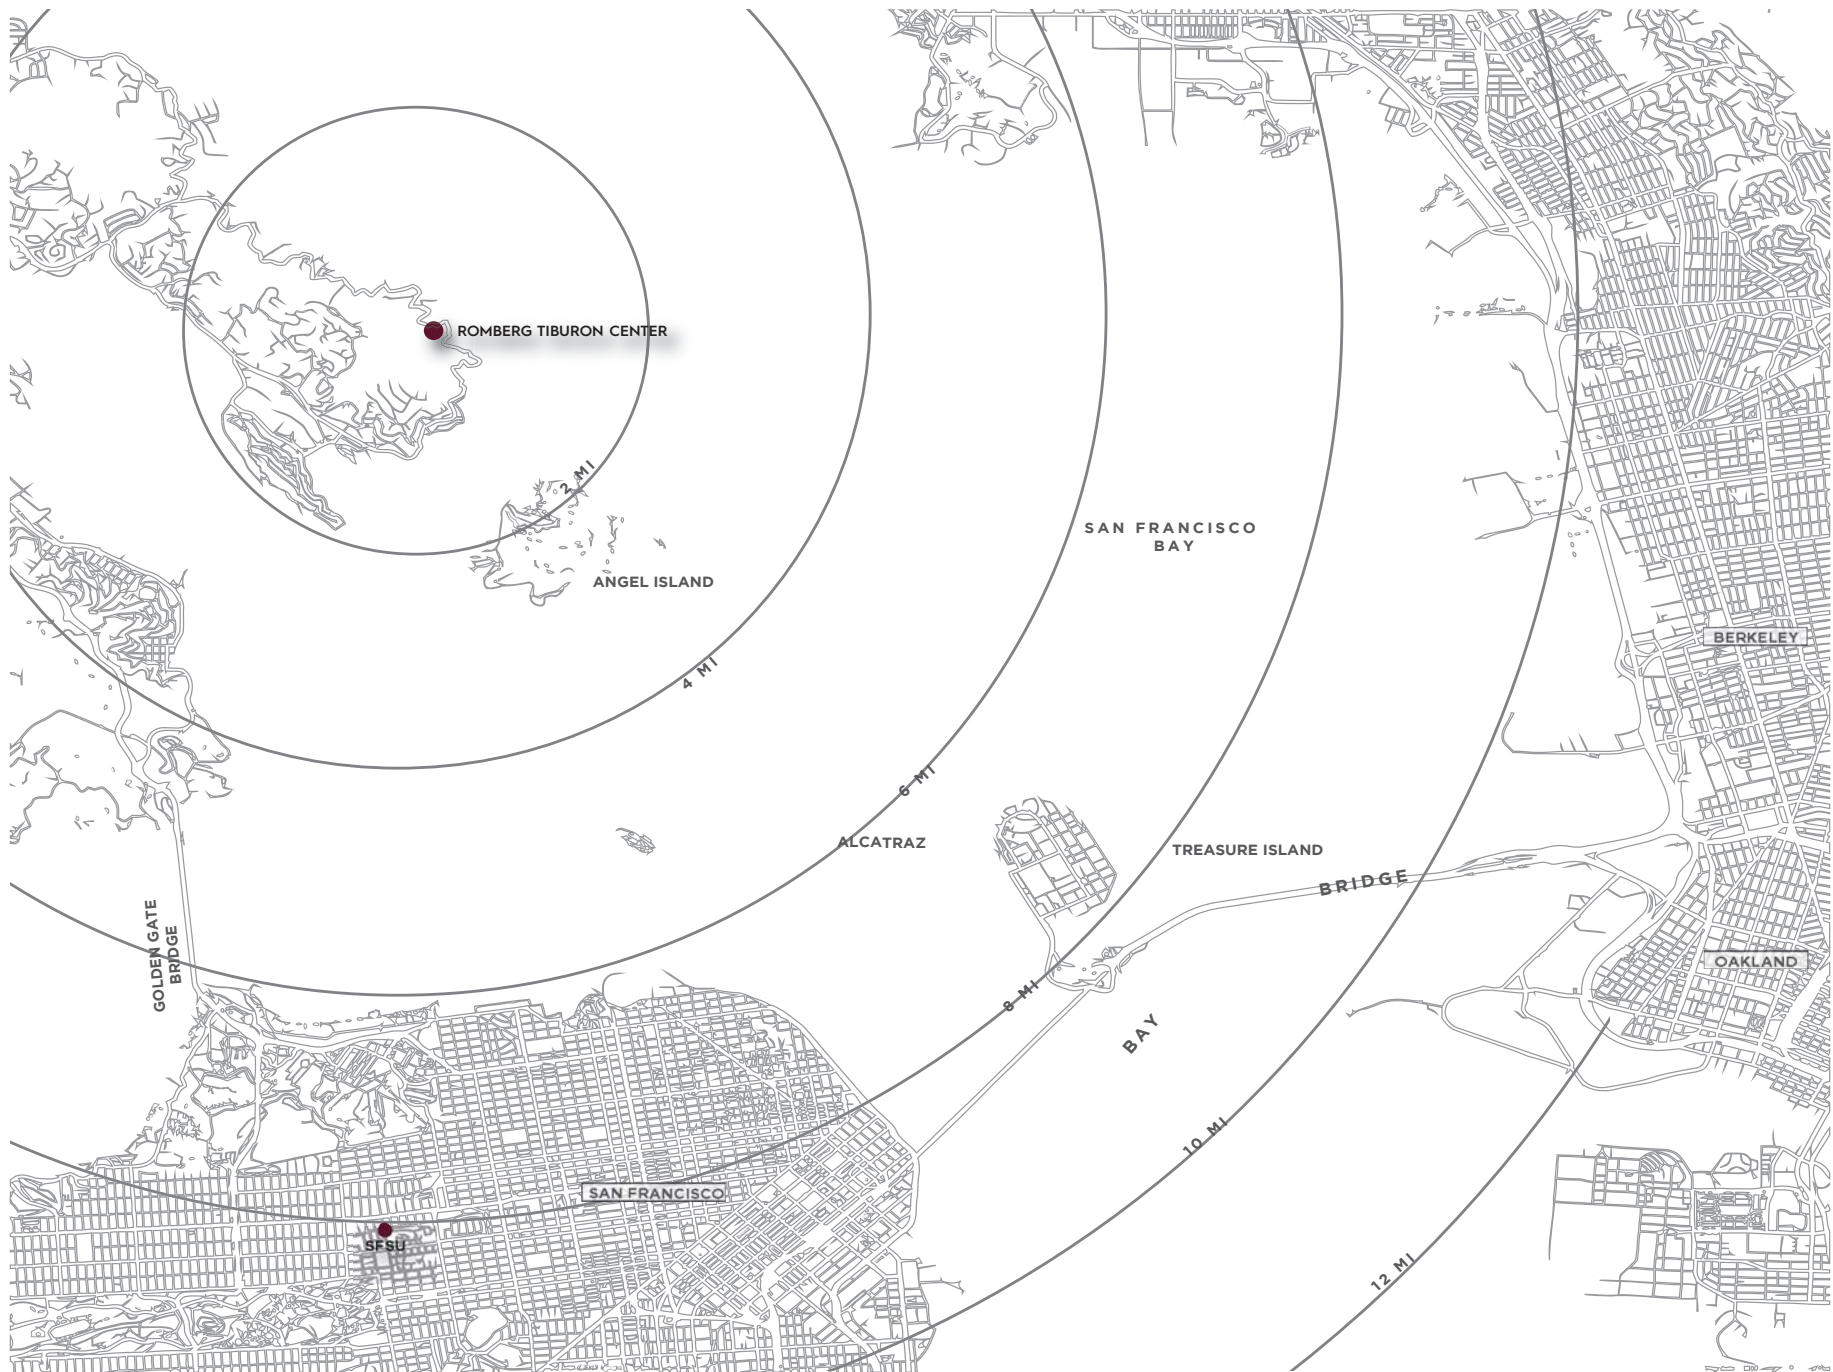 ROMBERG TIBURON CENTER
2 MI
SAN FRANCISCO
BAY
ANGEL ISLAND
BERKELEY
4 MI
6 MI
ALCATRAZ
TREASURE ISLAND
BRIDGE
GOLDEN GATE
BRIDGE
OAKLAND
8 MI
BAY
10 MI
SAN FRANCISCO
SFSU
12 MI